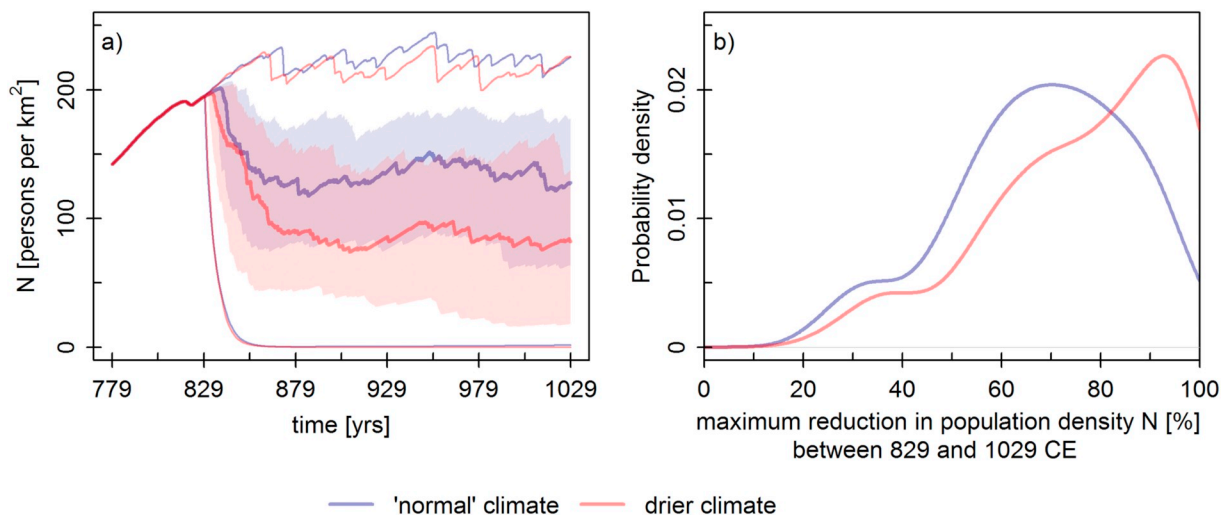 a)
N [persons per km²]
200
100
0
779 829 879 929 979 1029
time [yrs]
b)
Probability density
0.02
0.01
0
0 20 40 60 80 100
maximum reduction in population density N [%]
between 829 and 1029 CE
'normal' climate drier climate